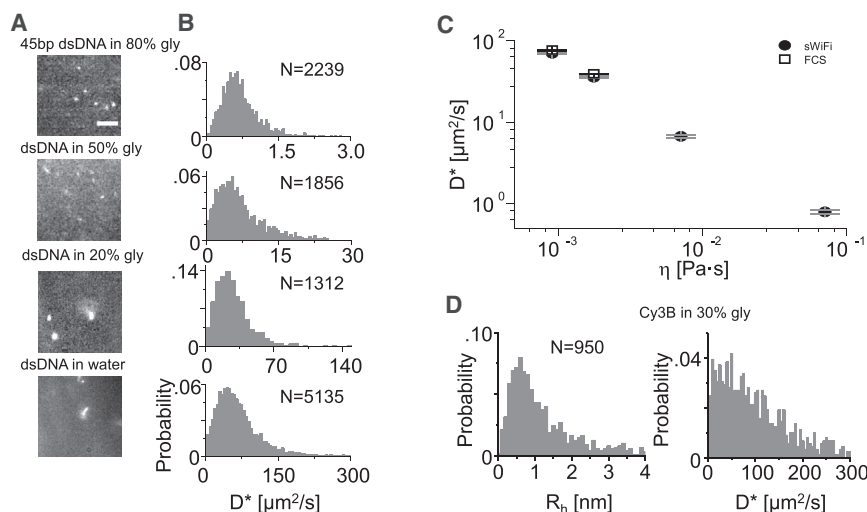 A
45bp dsDNA in 80% gly
dsDNA in 50% gly
dsDNA in 20% gly
dsDNA in water
B
.08
0
N=2239
0 1.5 3.0
.06
0
N=1856
0 15 30
0.14
0
N=1312
0 70 140
0.06
0
N=5135
0 150 300
Probability
D* [µm²/s]
C
10² 
10¹
10⁰
D* [µm²/s]
sWiFi
FCS
10⁻³ 10⁻² 10⁻¹
η [Pa·s]
D
Cy3B in 30% gly
.10
0
Probability
N=950
0 1 2 3 4
R_h [nm]
.04
0
Probability
0 100 200 300
D* [µm²/s]